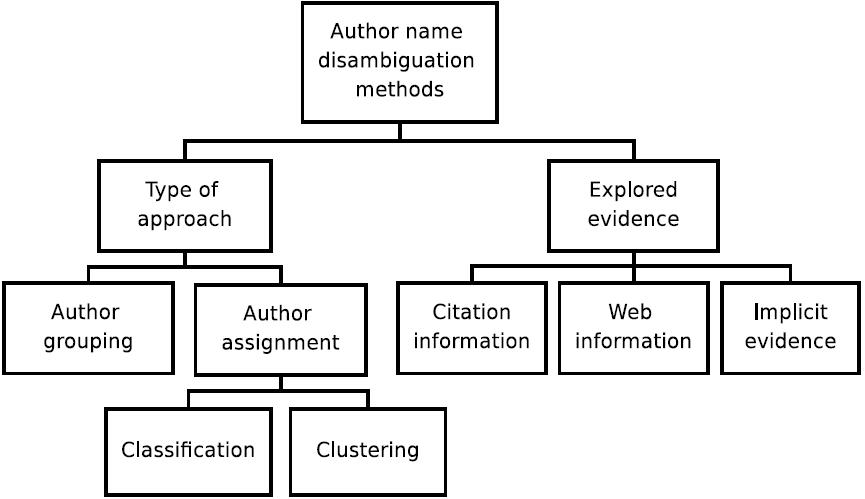 Author name
disambiguation
methods
Type of
approach
Explored
evidence
Author
grouping
Author
assignment
Citation
information
Web
information
Implicit
evidence
Classification
Clustering